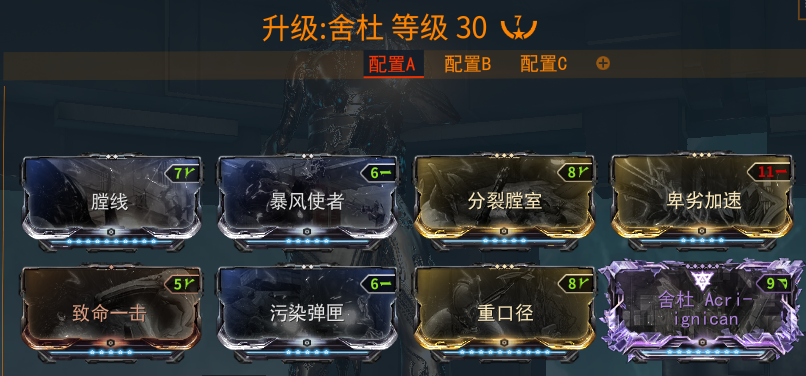 升级:舍杜 等级 30 7
配置A 配置B 配置C
7 6 8 11
膛线 暴风使者 分裂膛室 卑劣加速
5 6 8 9
致命一击 污染弹匣 重口径 舍杜 Acri-
ignican